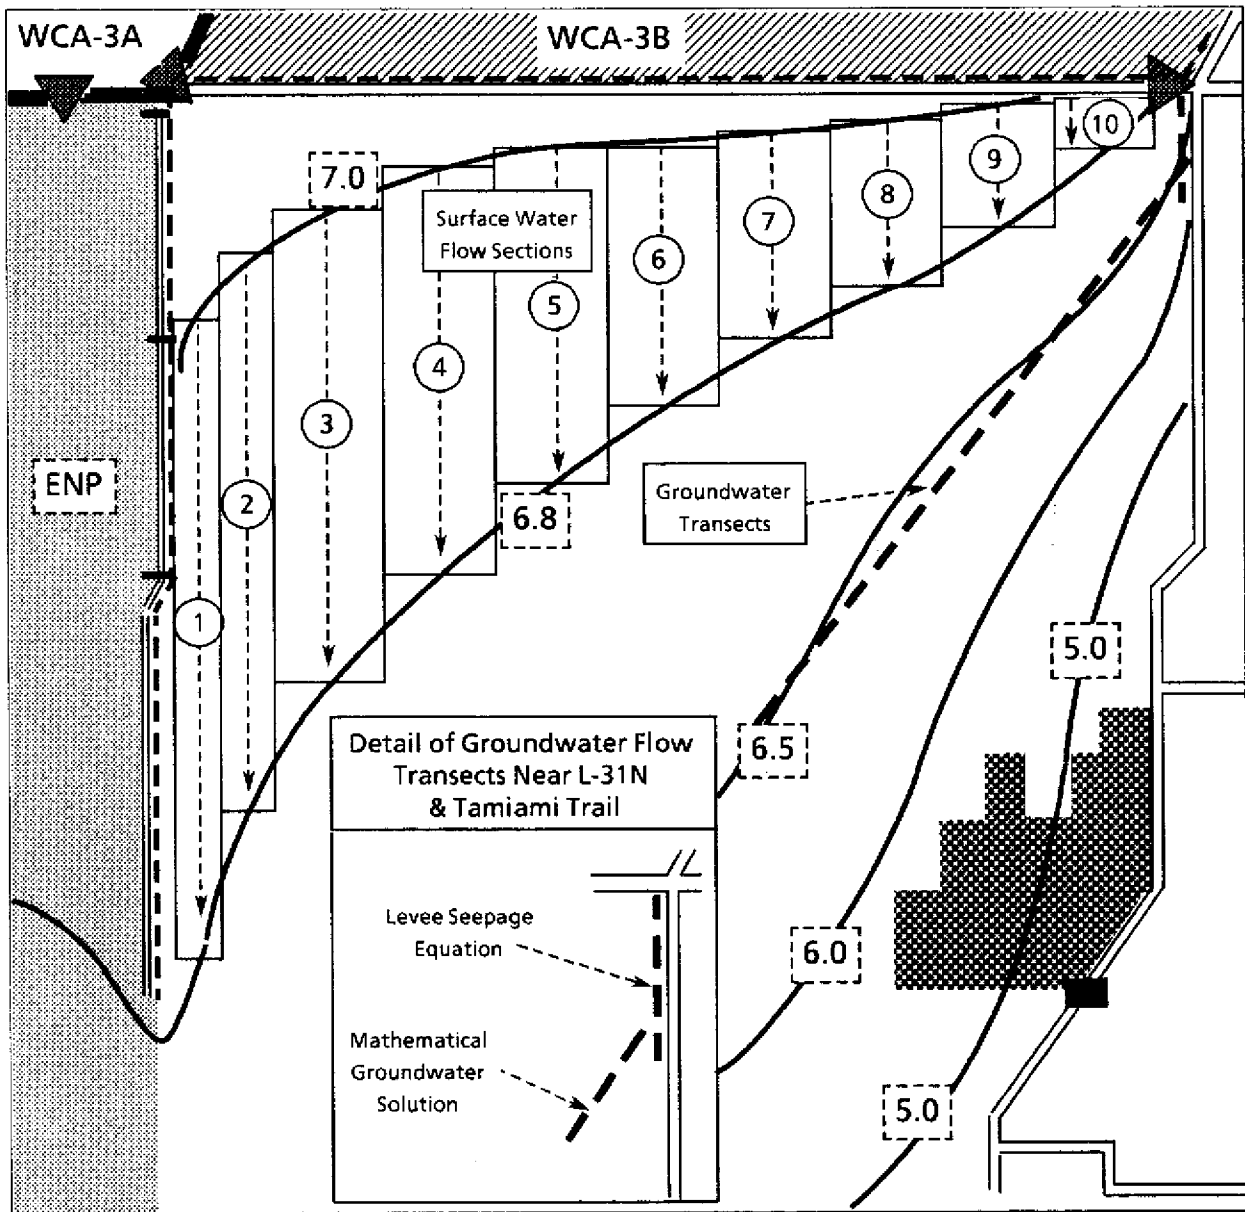 WCA-3A
WCA-3B
7.0
10
9
8
7
6
5
4
3
2
1
Surface Water
Flow Sections
ENP
6.8
Groundwater
Transects
5.0
6.5
Detail of Groundwater Flow
Transects Near L-31N
& Tamiami Trail
Levee Seepage
Equation
Mathematical
Groundwater
Solution
6.0
5.0